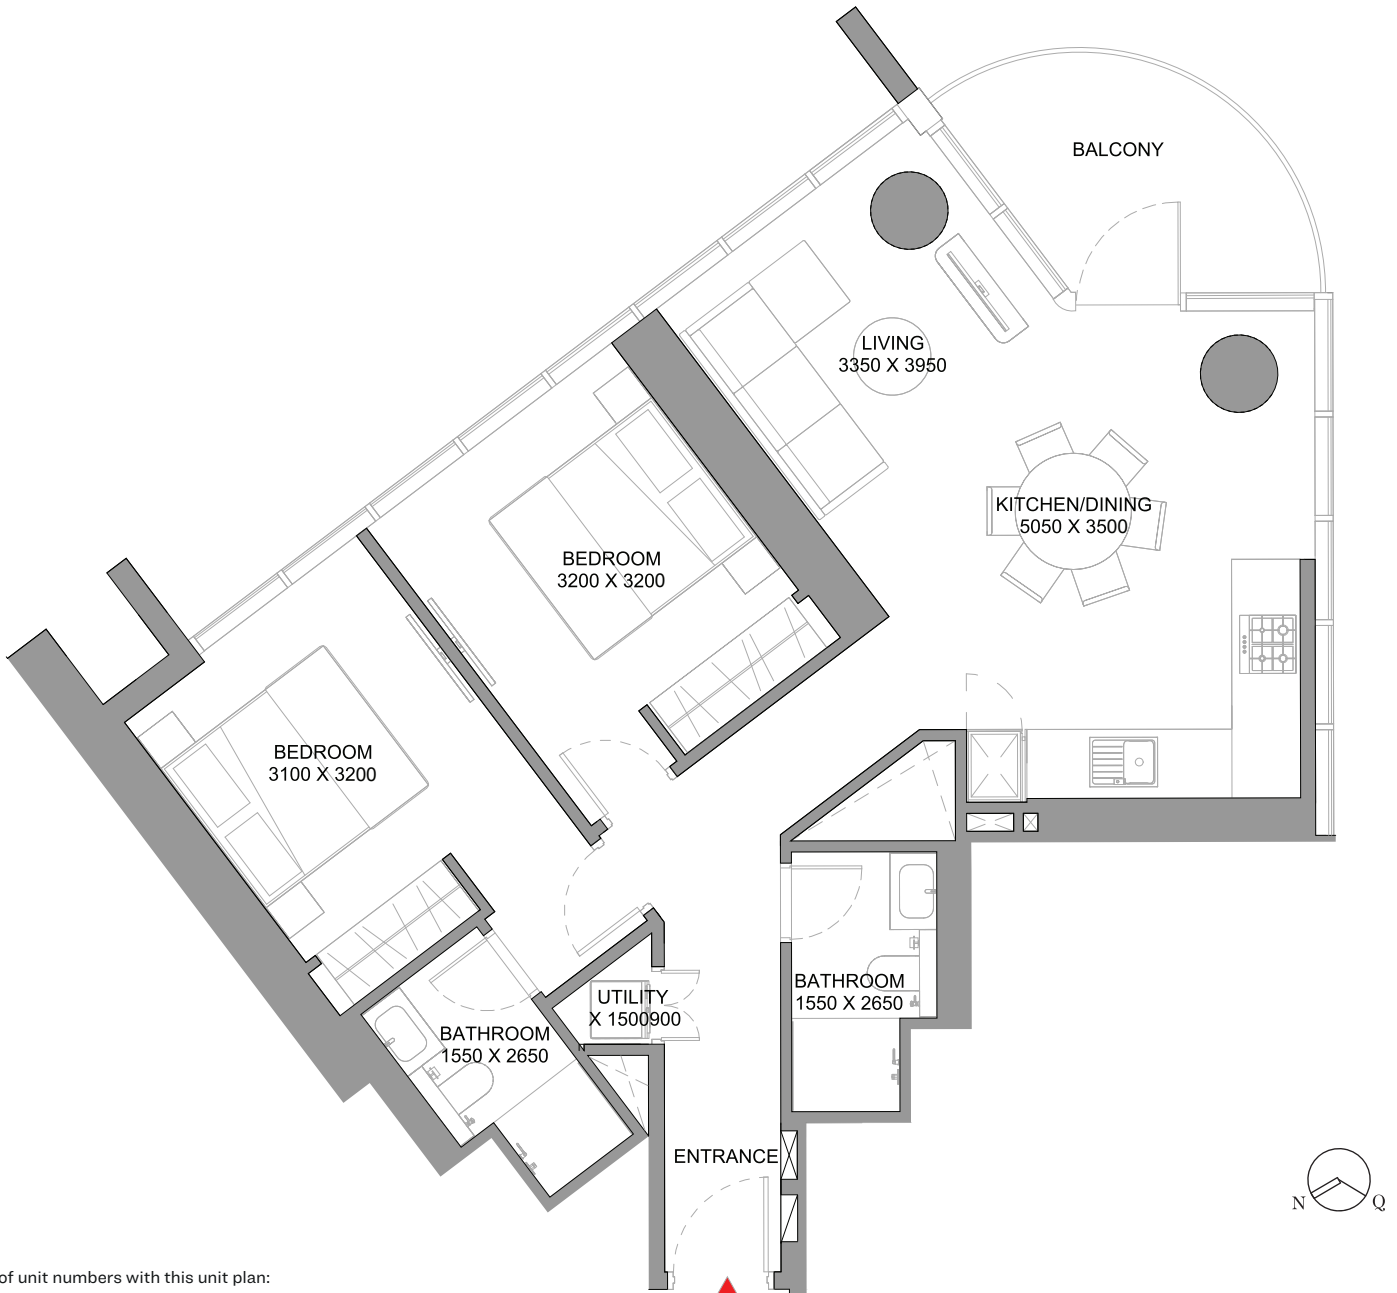 BALCONY
LIVING
3350 X 3950
KITCHEN/DINING
5050 X 3500
BEDROOM
3200 X 3200
BEDROOM
3100 X 3200
BATHROOM
1550 X 2650
UTILITY
X 1500900
BATHROOM
1550 X 2650
ENTRANCE
N Q
of unit numbers with this unit plan: